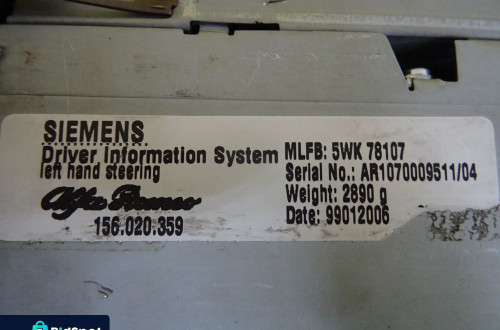 SIEMENS
Driver Information System
left hand steering
Alfa Romeo
156.020.359
MLFB: 5WK 78107
Serial No.: AR1070009511/04
Weight: 2890 g
Date: 99012006